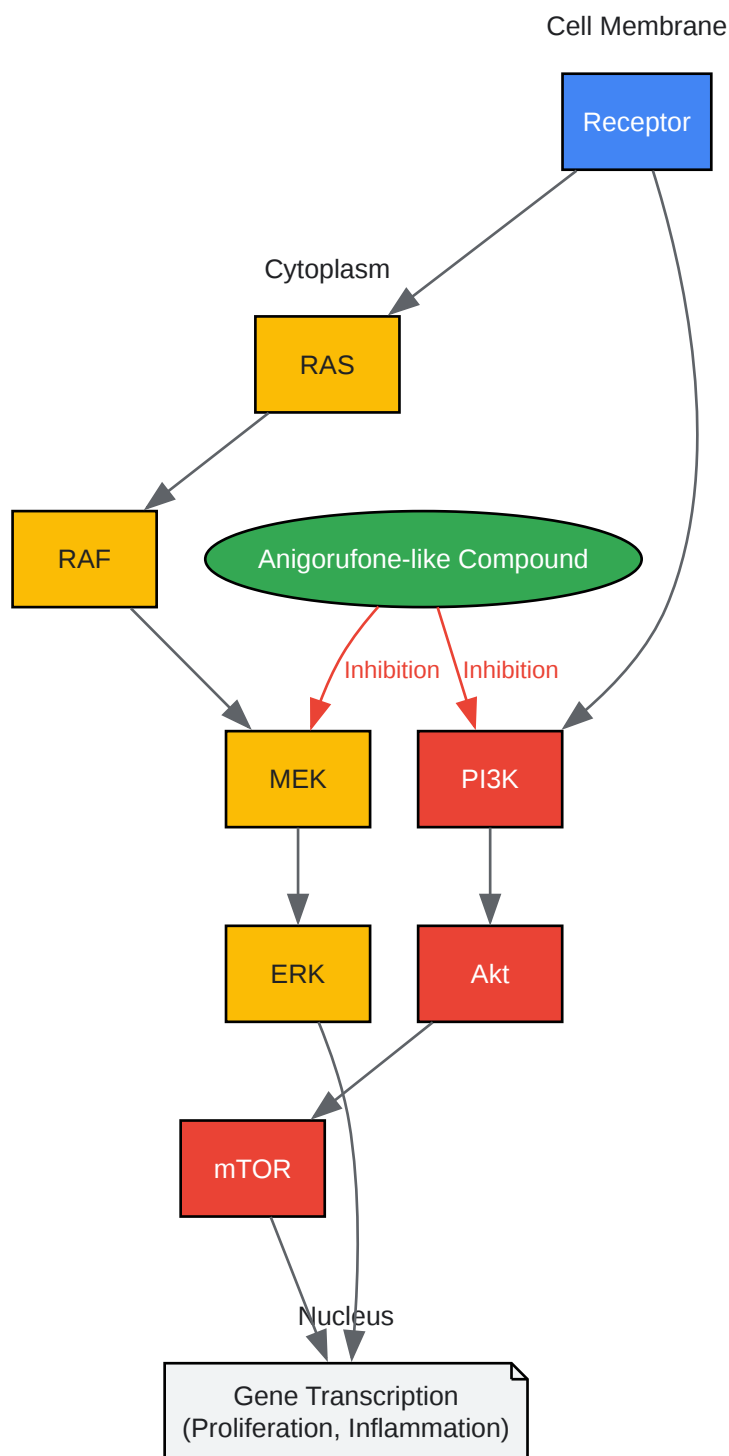 Cell Membrane
Receptor
Cytoplasm
RAS
RAF
Anigorufone-like Compound
Inhibition
Inhibition
MEK
PI3K
ERK
Akt
mTOR
Nucleus
Gene Transcription
(Proliferation, Inflammation)